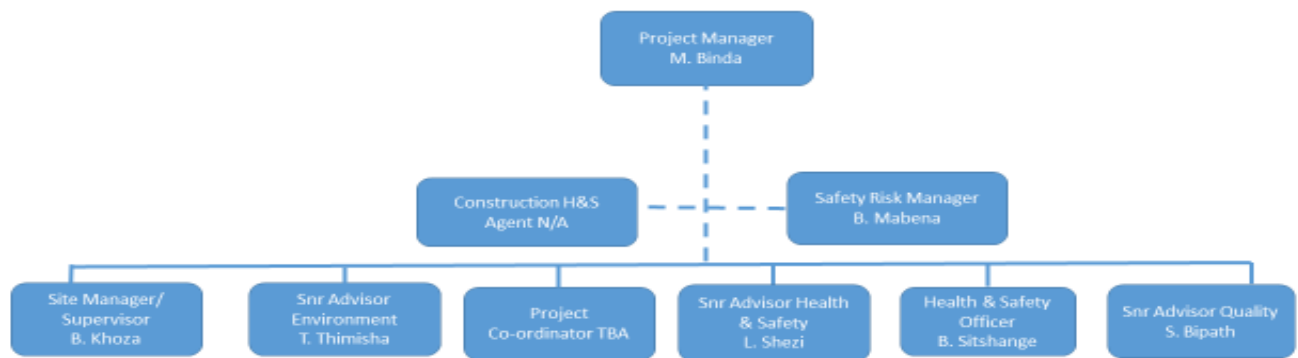 Project Manager
M. Binda
Construction H&S
Agent N/A
Safety Risk Manager
B. Mabena
Site Manager/
Supervisor
B. Khoza
Snr Advisor
Environment
T. Thimisha
Project
Co-ordinator TBA
Snr Advisor Health
& Safety
L. Shezi
Health & Safety
Officer
B. Sitshange
Snr Advisor Quality
S. Bipath